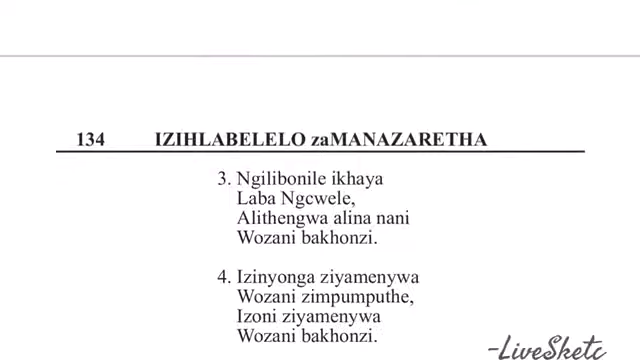 134 IZIHLABELELO zaMANAZARETHA
3. Ngilibonile ikhaya
Laba Ngcwele,
Alithengwa alina nani
Wozani bakhonzi.
4. Izinyonga ziyamenywa
Wozani zimpumputhe,
Izoni ziyamenywa
Wozani bakhonzi.
-LiveSketc